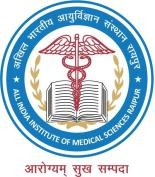 अखिल भारतीय आयुर्विज्ञान संस्थान रायपुर
ALL INDIA INSTITUTE OF MEDICAL SCIENCES RAIPUR
आरोग्यम् सुख सम्पदा